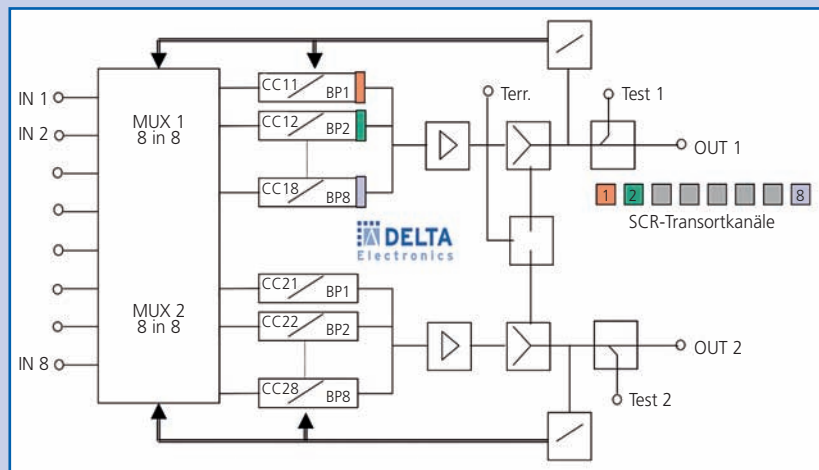 CC11
BP1
IN 1
MUX 1
8 in 8
CC12
BP2
Terr.
Test 1
IN 2
OUT 1
CC18
BP8
1
2
8
SCR-Transortkanäle
DELTA
Electronics
CC21
BP1
MUX 2
8 in 8
CC22
BP2
OUT 2
IN 8
CC28
BP8
Test 2